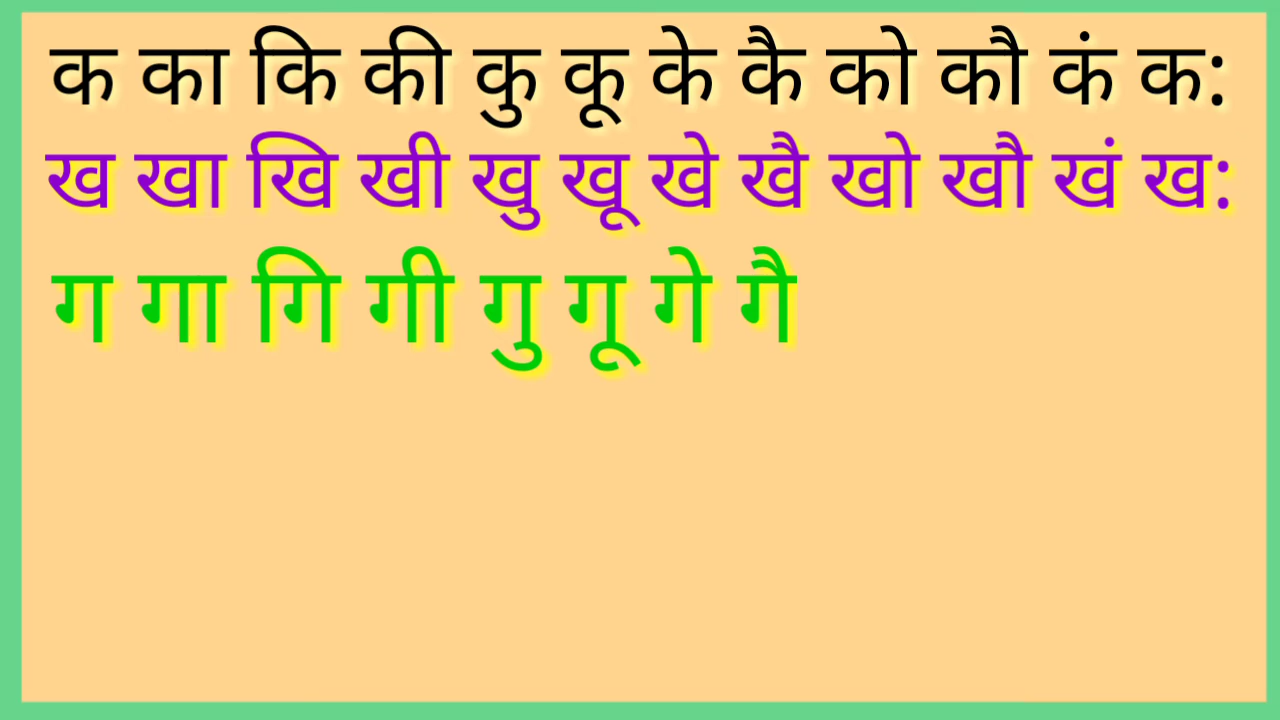 क का कि की कु कू के कै को कौ कं क:
ख खा खि खी खु खू खे खै खो खौ खं ख:
ग गा गि गी गु गू गे गै